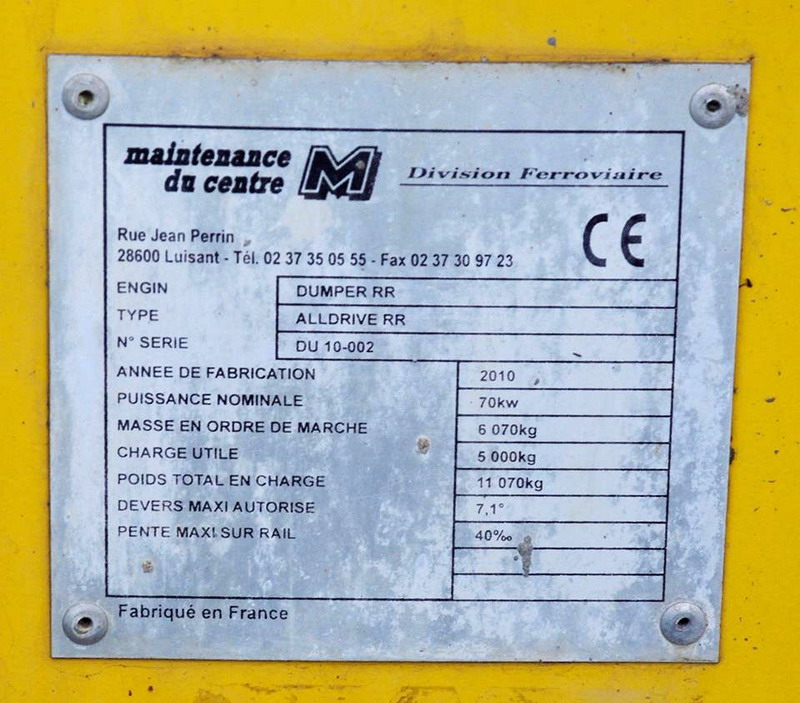 maintenance
du centre
M
Division Ferroviaire
Rue Jean Perrin
28600 Luisant - Tél. 02 37 35 05 55 - Fax 02 37 30 97 23
CE
ENGIN DUMPER RR
TYPE ALLDRIVE RR
N° SERIE DU 10-002
ANNEE DE FABRICATION 2010
PUISSANCE NOMINALE 70kw
MASSE EN ORDRE DE MARCHE 6 070kg
CHARGE UTILE 5 000kg
POIDS TOTAL EN CHARGE 11 070kg
DEVERS MAXI AUTORISE 7,1°
PENTE MAXI SUR RAIL 40‰
Fabriqué en France